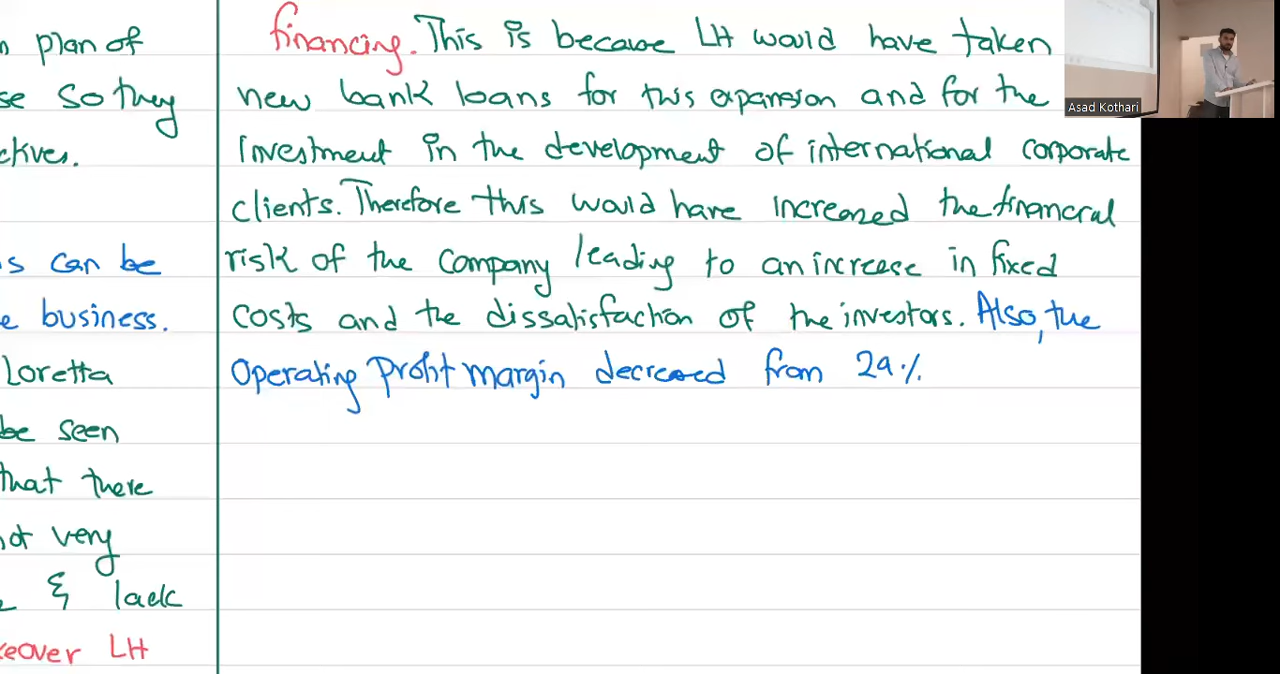 n plan of
se so they
ctives.
s can be
e business.
Loretta
be seen
that there
not very
e & lack
keover LH
financing. This is because LH would have taken
new bank loans for this expansion and for the
investment in the development of international corporate
clients. Therefore this would have increased the financial
risk of the company leading to an increase in fixed
costs and the dissatisfaction of the investors. Also, the
Operating Profit margin decreased from 29%
Asad Kothari